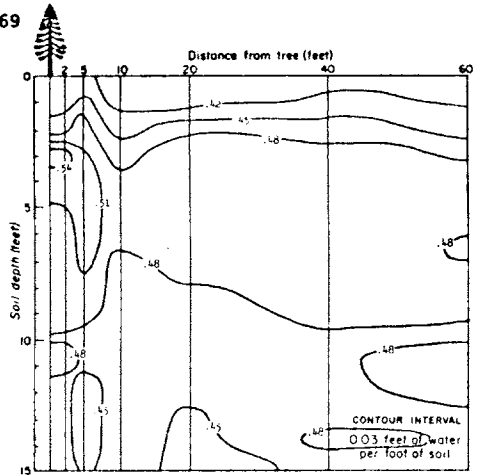 69
Distance from tree (feet)
0 2 5 10 20 40 60
Soil depth (feet)
0
5
10
15
.42
.45
.48
.54
.51
.48
.48
.48
.48
.45
.45
.48
CONTOUR INTERVAL
0.03 feet of water
per foot of soil